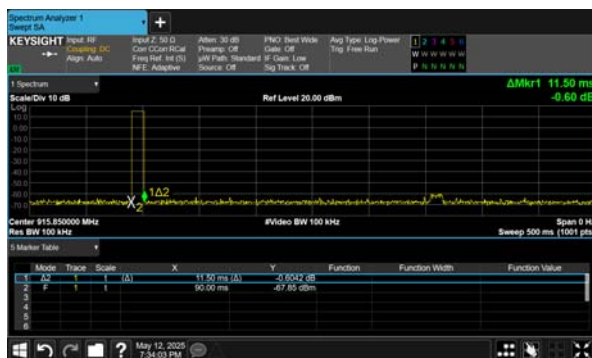 Spectrum Analyzer 1
Swept SA
+
KEYSIGHT
Input: RF
Coupling: DC
Align: Auto
Input Z: 50 Ω
Corr CCorr RCal
Freq Ref: Int (S)
NFE: Adaptive
Atten: 30 dB
Preamp: Off
µW Path: Standard
Source: Off
PNO: Best Wide
Gate: Off
IF Gain: Low
Sig Track: Off
Avg Type: Log-Power
Trig: Free Run
1 2 3 4 5 6
W W W W W W
P N N N N N
1 Spectrum
ΔMkr1 11.50 ms
-0.60 dB
Scale/Div 10 dB
Ref Level 20.00 dBm
Log
10.0
0.00
-10.0
-20.0
-30.0
-40.0
-50.0
-60.0
-70.0
1Δ2
X2
Center 915.850000 MHz
#Video BW 100 kHz
Span 0 Hz
Res BW 100 kHz
Sweep 500 ms (1001 pts)
5 Marker Table
Mode Trace Scale X Y Function Function Width Function Value
1 Δ2 1 t (Δ) 11.50 ms (Δ) -0.6042 dB
2 F 1 t 90.00 ms -67.85 dBm
3
4
5
6
?
May 12, 2025
7:34:03 PM